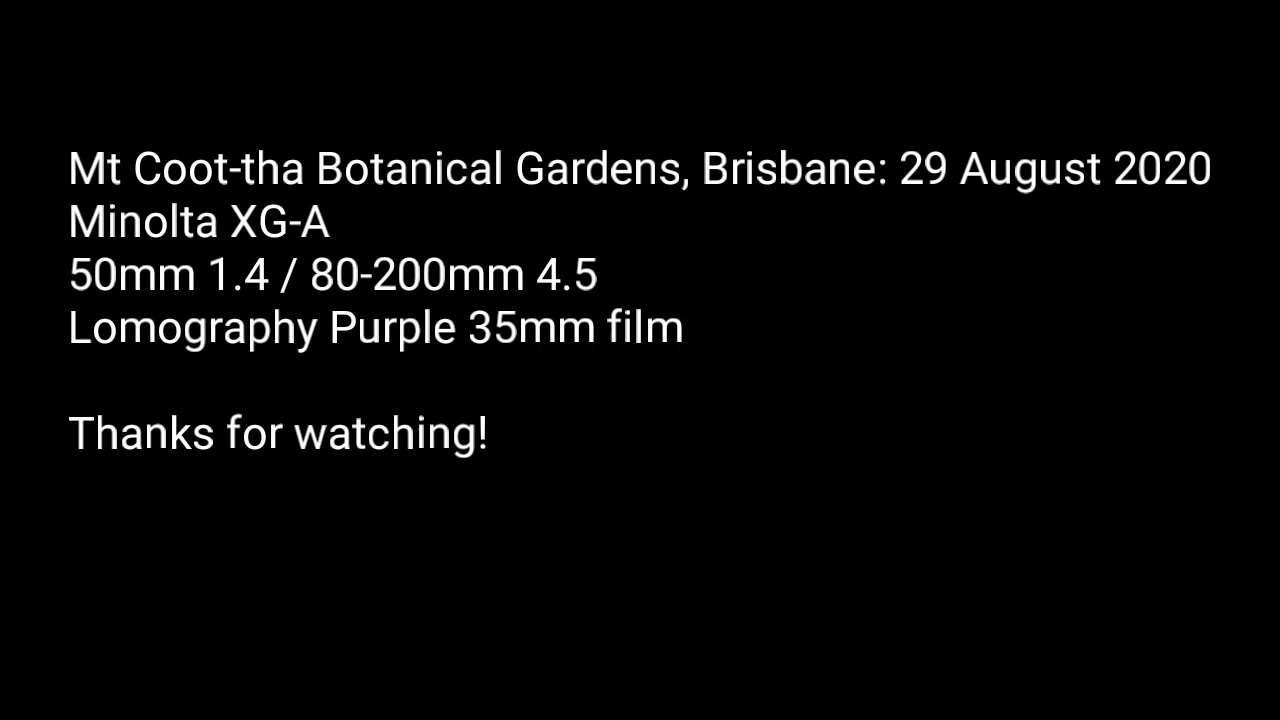 Mt Coot-tha Botanical Gardens, Brisbane: 29 August 2020
Minolta XG-A
50mm 1.4 / 80-200mm 4.5
Lomography Purple 35mm film
Thanks for watching!